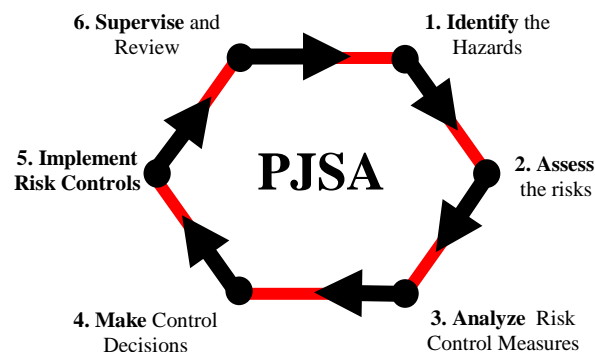 6. Supervise and
Review
1. Identify the
Hazards
5. Implement
Risk Controls
PJSA
2. Assess
the risks
4. Make Control
Decisions
3. Analyze Risk
Control Measures